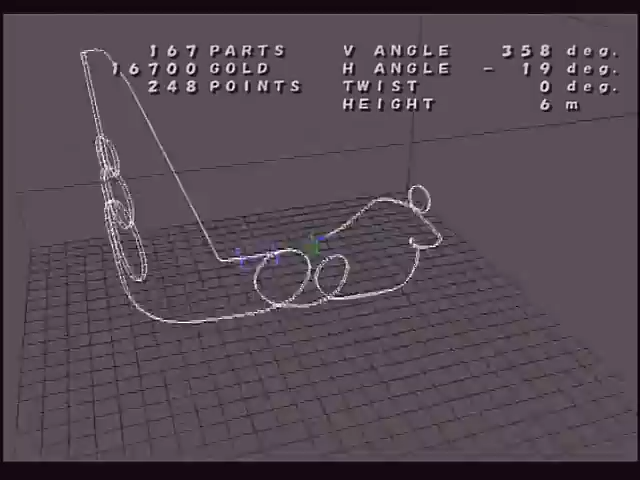 167 PARTS V ANGLE 358 deg.
16700 GOLD H ANGLE - 19 deg.
248 POINTS TWIST 0 deg.
HEIGHT 6 m